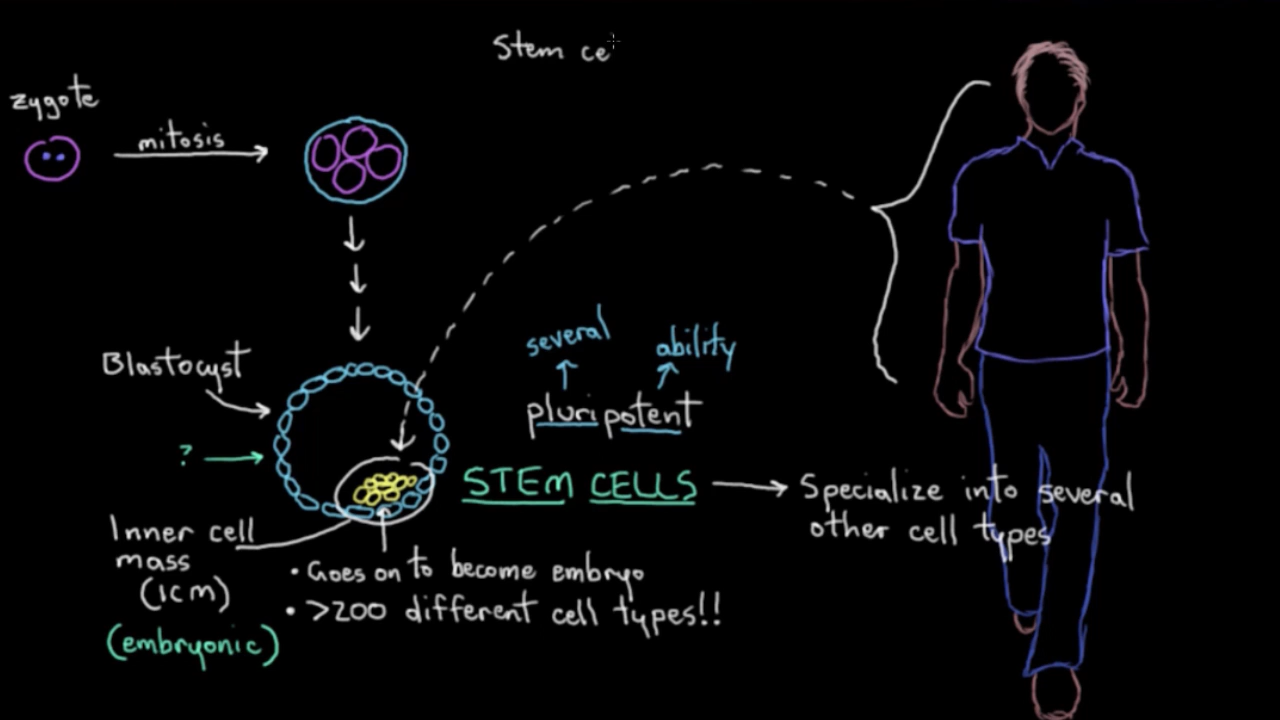 Stem ce
zygote
mitosis
Blastocyst
?
several
ability
pluripotent
STEM CELLS
Specialize into several
other cell types
Inner cell
mass
(ICM)
(embryonic)
• Goes on to become embryo
• >200 different cell types!!